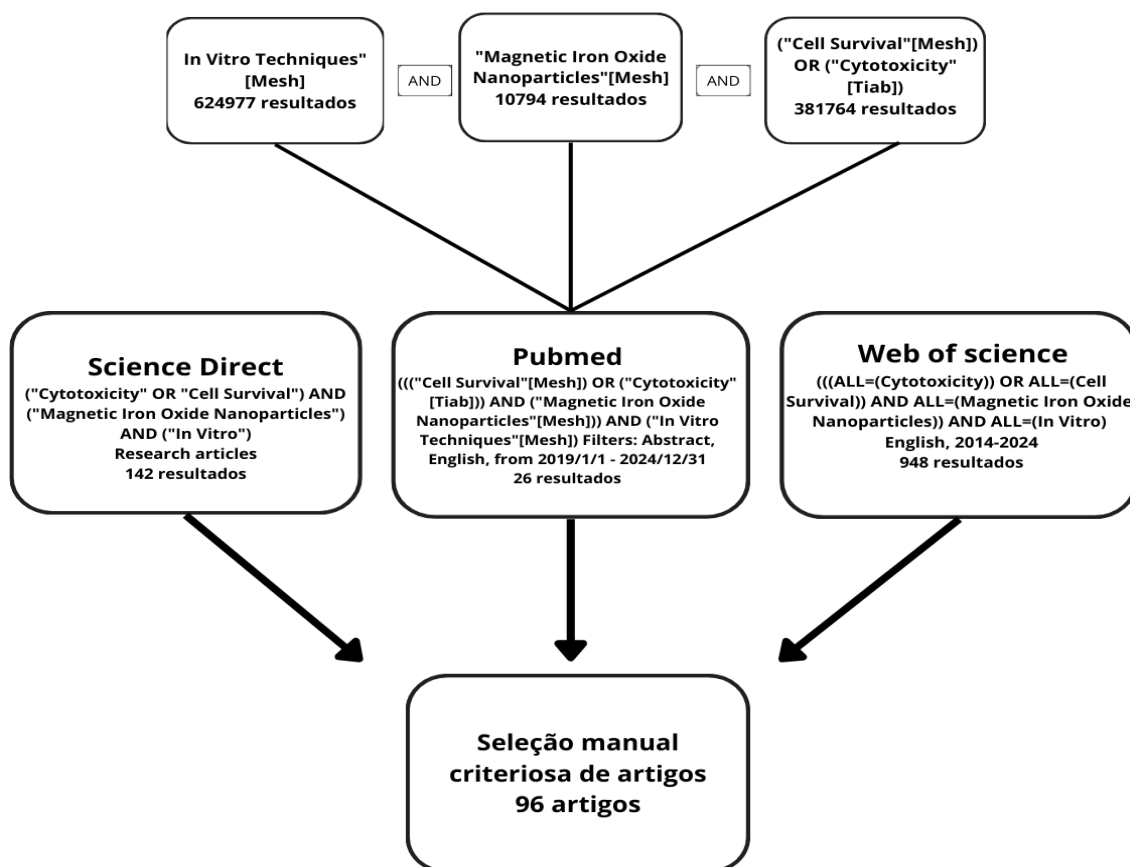 In Vitro Techniques"
[Mesh]
624977 resultados
AND
"Magnetic Iron Oxide
Nanoparticles"[Mesh]
10794 resultados
AND
("Cell Survival"[Mesh])
OR ("Cytotoxicity"
[Tiab])
381764 resultados
Science Direct
("Cytotoxicity" OR "Cell Survival") AND
("Magnetic Iron Oxide Nanoparticles")
AND ("In Vitro")
Research articles
142 resultados
Pubmed
((("Cell Survival"[Mesh]) OR ("Cytotoxicity"
[Tiab])) AND ("Magnetic Iron Oxide
Nanoparticles"[Mesh])) AND ("In Vitro
Techniques"[Mesh]) Filters: Abstract,
English, from 2019/1/1 - 2024/12/31
26 resultados
Web of science
(((ALL=(Cytotoxicity)) OR ALL=(Cell
Survival)) AND ALL=(Magnetic Iron Oxide
Nanoparticles)) AND ALL=(In Vitro)
English, 2014-2024
948 resultados
Seleção manual
criteriosa de artigos
96 artigos